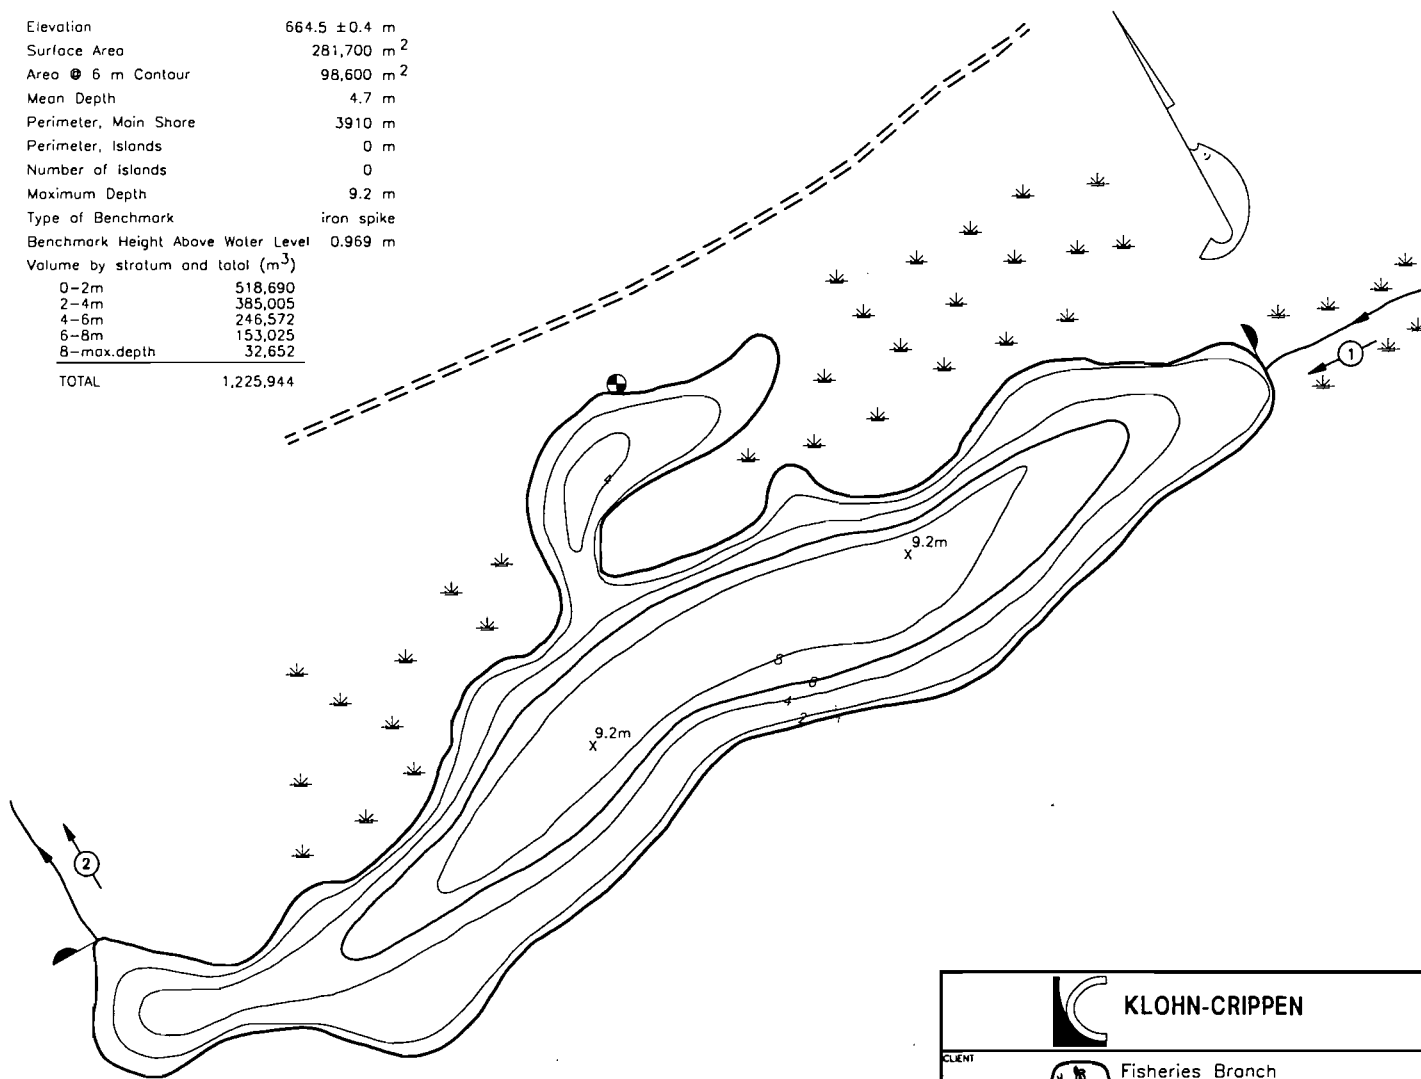 Elevation 664.5 ±0.4 m
Surface Area 281,700 m2
Area @ 6 m Contour 98,600 m2
Mean Depth 4.7 m
Perimeter, Main Shore 3910 m
Perimeter, Islands 0 m
Number of islands 0
Maximum Depth 9.2 m
Type of Benchmark iron spike
Benchmark Height Above Water Level 0.969 m
Volume by stratum and total (m3)
0-2m 518,690
2-4m 385,005
4-6m 246,572
6-8m 153,025
8-max.depth 32,652
TOTAL 1,225,944
1
4
9.2m
X
8
6
4
2
9.2m
X
2
KLOHN-CRIPPEN
CLIENT
Fisheries Branch